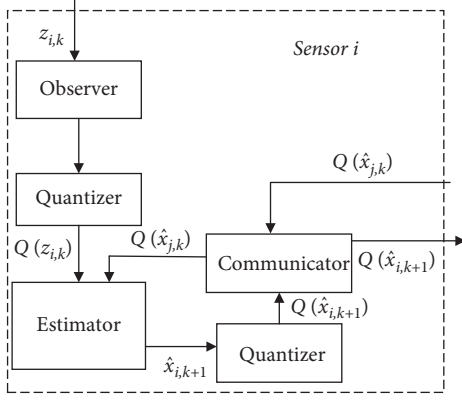 z_{i,k}
Sensor i
Observer
Q (x̂_{j,k})
Quantizer
Q (z_{i,k})
Q (x̂_{j,k})
Communicator
Q (x̂_{i,k+1})
Q (x̂_{i,k+1})
Estimator
x̂_{i,k+1}
Quantizer